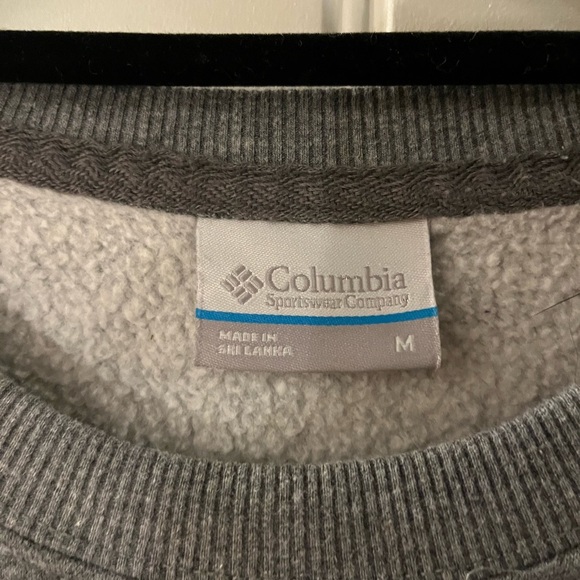 Columbia
Sportswear Company
MADE IN
SRI LANKA
M